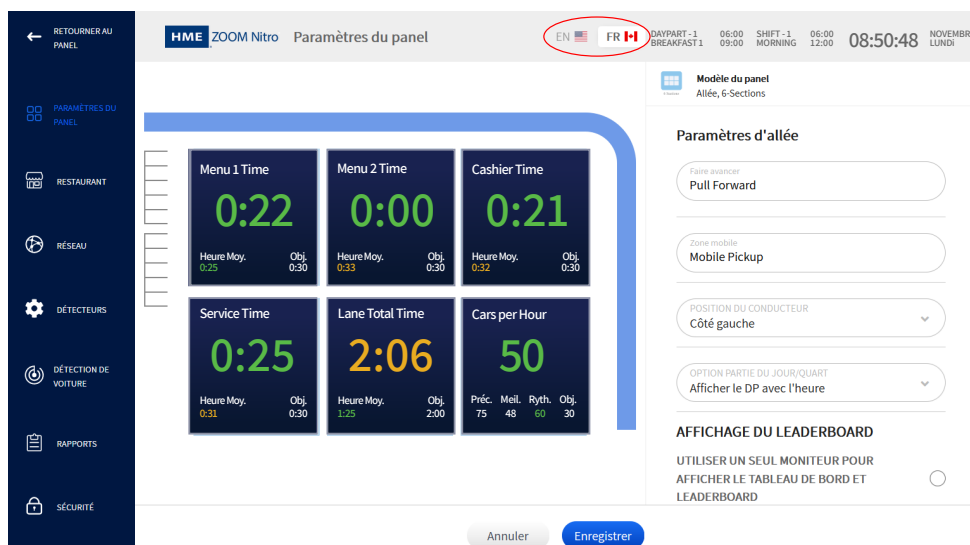 RETOURNER AU
PANEL
HME ZOOM Nitro Paramètres du panel
EN FR
DAYPART - 1 06:00 SHIFT - 1 06:00
BREAKFAST 1 09:00 MORNING 12:00
08:50:48
NOVEMBR
LUNDI
Modèle du panel
Allée, 6-Sections
PARAMÈTRES DU
PANEL
RESTAURANT
RÉSEAU
DÉTECTEURS
DÉTECTION DE
VOITURE
RAPPORTS
SÉCURITÉ
Menu 1 Time
0:22
Heure Moy. Obj.
0:25 0:30
Menu 2 Time
0:00
Heure Moy. Obj.
0:33 0:30
Cashier Time
0:21
Heure Moy. Obj.
0:32 0:30
Service Time
0:25
Heure Moy. Obj.
0:31 0:30
Lane Total Time
2:06
Heure Moy. Obj.
1:25 2:00
Cars per Hour
50
Préc. Meil. Ryth. Obj.
75 48 60 30
Paramètres d'allée
Faire avancer
Pull Forward
Zone mobile
Mobile Pickup
POSITION DU CONDUCTEUR
Côté gauche
OPTION PARTIE DU JOUR/QUART
Afficher le DP avec l'heure
AFFICHAGE DU LEADERBOARD
UTILISER UN SEUL MONITEUR POUR
AFFICHER LE TABLEAU DE BORD ET
LEADERBOARD
Annuler
Enregistrer